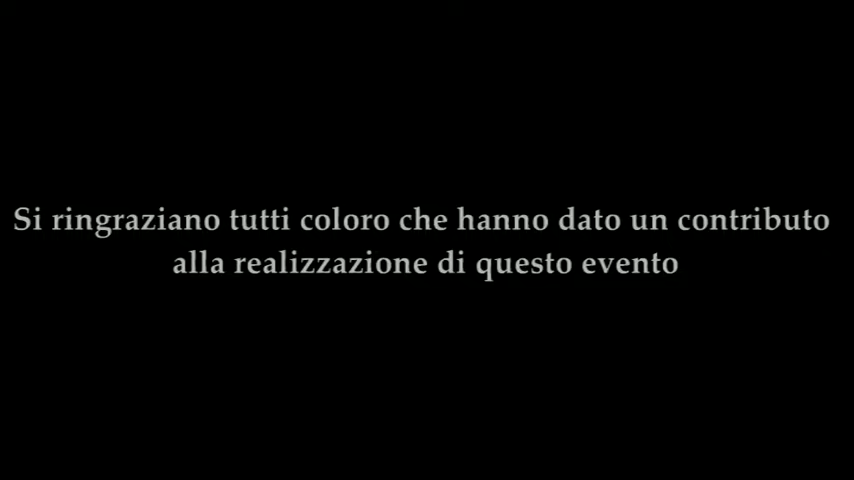 Si ringraziano tutti coloro che hanno dato un contributo
alla realizzazione di questo evento